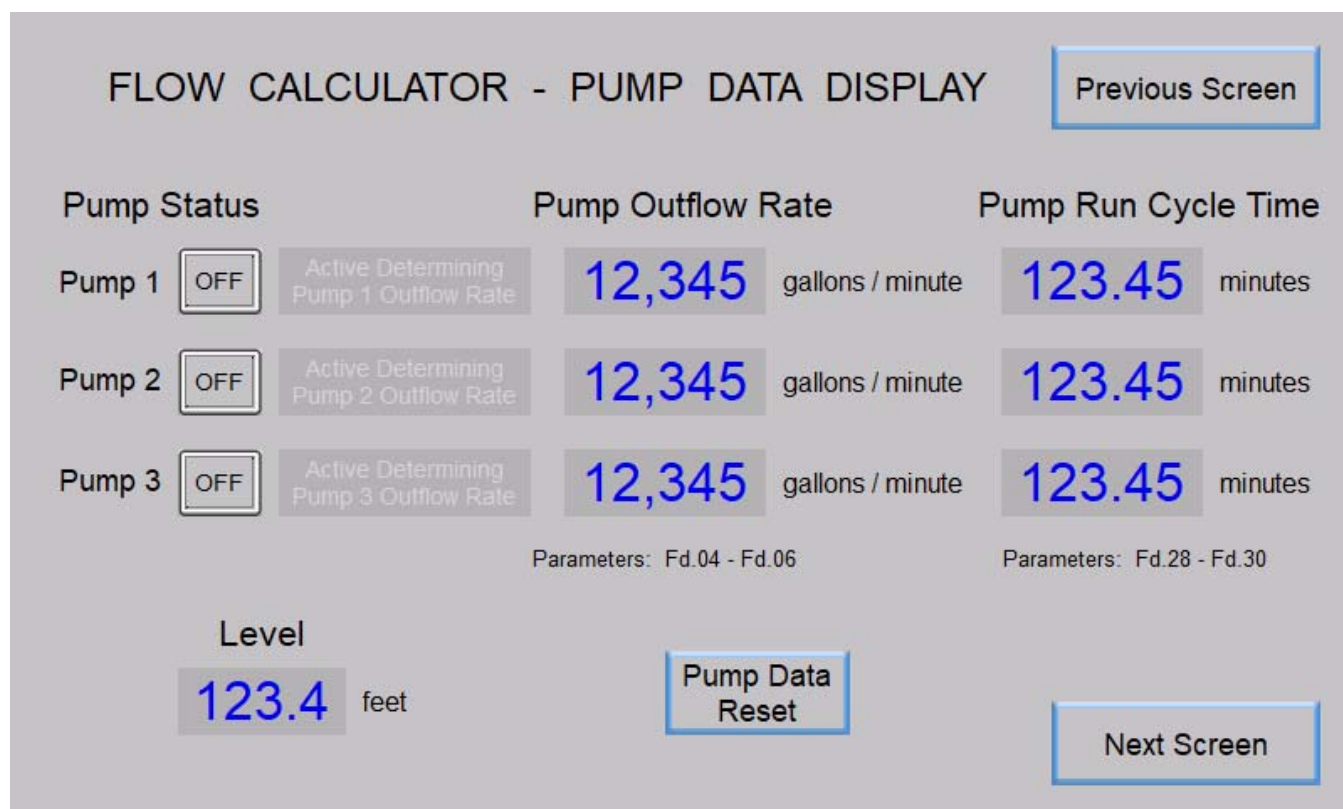 FLOW CALCULATOR - PUMP DATA DISPLAY
Previous Screen
Pump Status
Pump Outflow Rate
Pump Run Cycle Time
Pump 1 OFF
Active Determining
Pump 1 Outflow Rate
12,345 gallons / minute
123.45 minutes
Pump 2 OFF
Active Determining
Pump 2 Outflow Rate
12,345 gallons / minute
123.45 minutes
Pump 3 OFF
Active Determining
Pump 3 Outflow Rate
12,345 gallons / minute
123.45 minutes
Parameters: Fd.04 - Fd.06
Parameters: Fd.28 - Fd.30
Level
123.4 feet
Pump Data
Reset
Next Screen